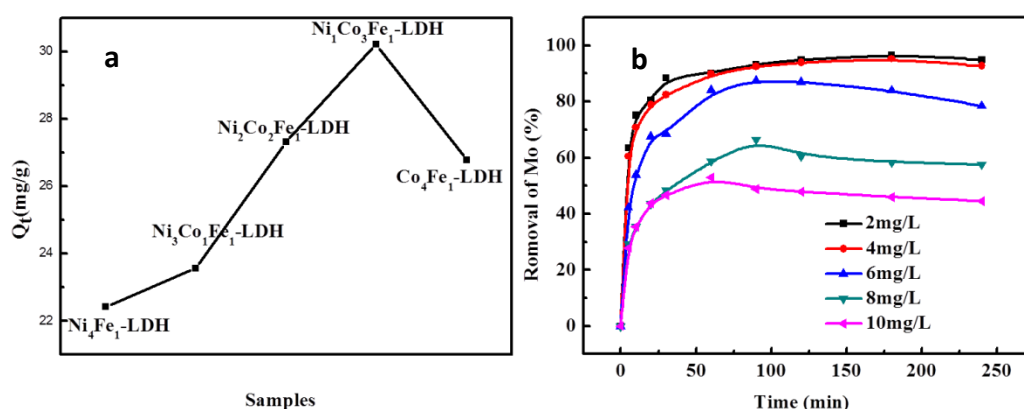 a
Qt(mg/g)
30
28
26
24
22
Ni1Co3Fe1-LDH
Ni2Co2Fe1-LDH
Co4Fe1-LDH
Ni3Co1Fe1-LDH
Ni4Fe1-LDH
Samples
b
Romoval of Mo (%)
100
80
60
40
20
0
2mg/L
4mg/L
6mg/L
8mg/L
10mg/L
0 50 100 150 200 250
Time (min)